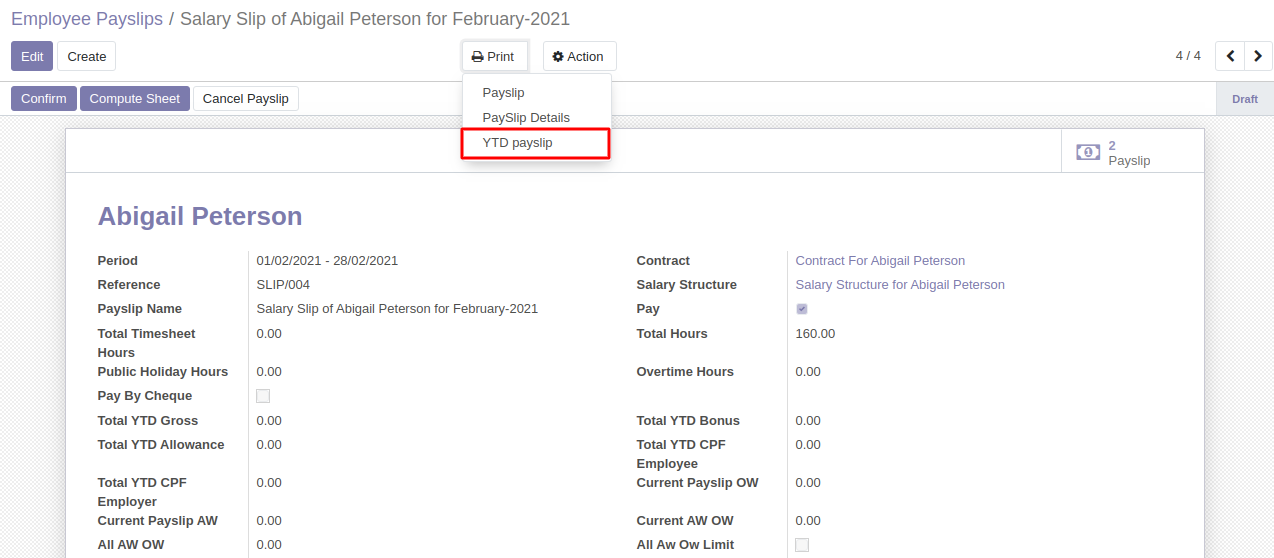 Employee Payslips / Salary Slip of Abigail Peterson for February-2021
Edit Create Print Action 4 / 4
Confirm Compute Sheet Cancel Payslip Draft
Payslip
PaySlip Details
YTD payslip
2
Payslip
Abigail Peterson
Period 01/02/2021 - 28/02/2021 Contract Contract For Abigail Peterson
Reference SLIP/004 Salary Structure Salary Structure for Abigail Peterson
Payslip Name Salary Slip of Abigail Peterson for February-2021 Pay
Total Timesheet Hours 0.00 Total Hours 160.00
Public Holiday Hours 0.00 Overtime Hours 0.00
Pay By Cheque
Total YTD Gross 0.00 Total YTD Bonus 0.00
Total YTD Allowance 0.00 Total YTD CPF Employee 0.00
Total YTD CPF Employer 0.00 Current Payslip OW 0.00
Current Payslip AW 0.00 Current AW OW 0.00
All AW OW 0.00 All Aw Ow Limit